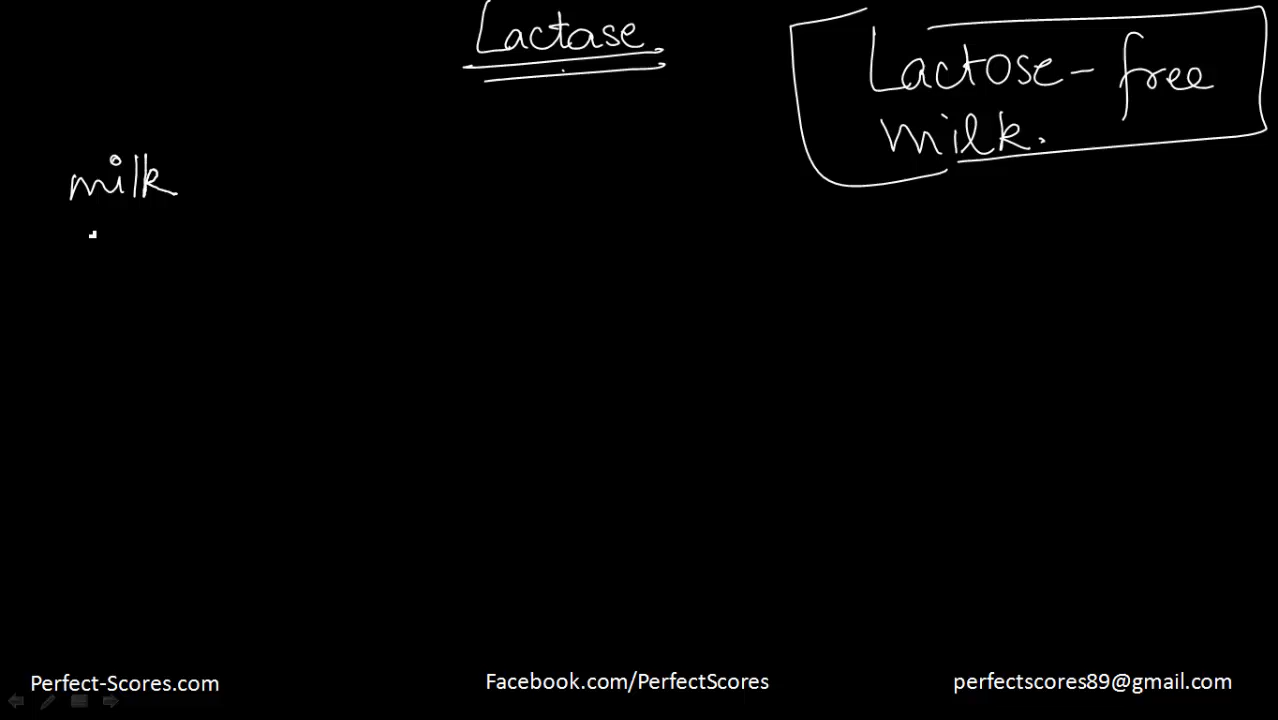 Lactase
Lactose-free
milk.
milk
Perfect-Scores.com
Facebook.com/PerfectScores
perfectscores89@gmail.com